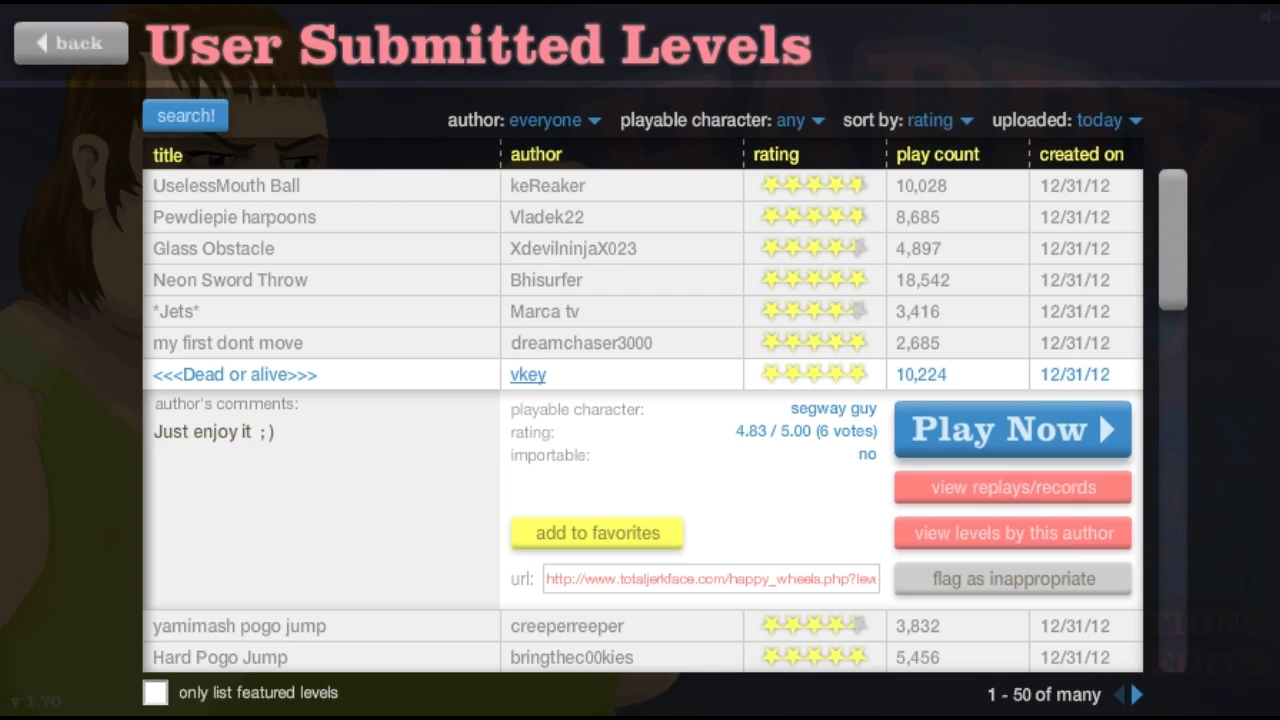 back
User Submitted Levels
search!
author: everyone playable character: any sort by: rating uploaded: today
title author rating play count created on
UselessMouth Ball keReaker 10,028 12/31/12
Pewdiepie harpoons Vladek22 8,685 12/31/12
Glass Obstacle XdevilninjaX023 4,897 12/31/12
Neon Sword Throw Bhisurfer 18,542 12/31/12
*Jets* Marca tv 3,416 12/31/12
my first dont move dreamchaser3000 2,685 12/31/12
<<<Dead or alive>>> vkey 10,224 12/31/12
author's comments:
Just enjoy it ;)
playable character: segway guy
rating: 4.83 / 5.00 (6 votes)
importable: no
Play Now
view replays/records
add to favorites
view levels by this author
url: http://www.totaljerkface.com/happy_wheels.php?leve
flag as inappropriate
yamimash pogo jump creeperreeper 3,832 12/31/12
Hard Pogo Jump bringthec00kies 5,456 12/31/12
only list featured levels
1 - 50 of many
v 1.70